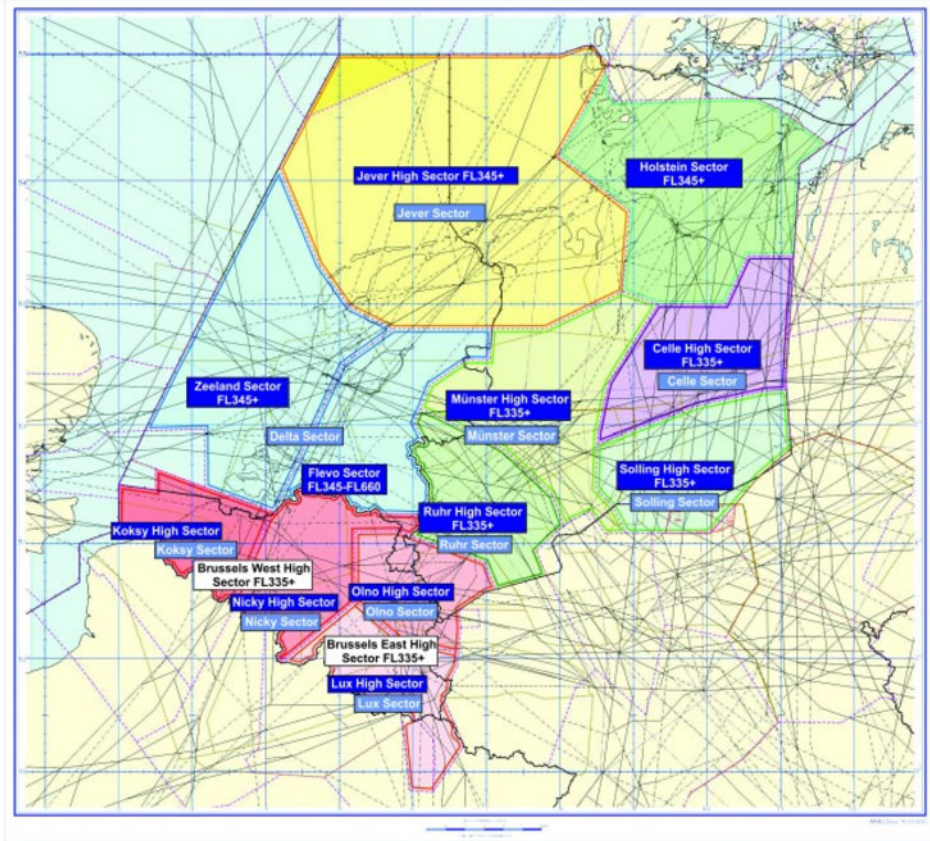 Jever High Sector FL345+
Jever Sector
Holstein Sector
FL345+
Celle High Sector
FL335+
Celle Sector
Zeeland Sector
FL345+
Delta Sector
Münster High Sector
FL335+
Münster Sector
Flevo Sector
FL345-FL660
Solling High Sector
FL335+
Solling Sector
Ruhr High Sector
FL335+
Ruhr Sector
Koksy High Sector
Koksy Sector
Brussels West High
Sector FL335+
Nicky High Sector
Nicky Sector
Olno High Sector
Olno Sector
Brussels East High
Sector FL335+
Lux High Sector
Lux Sector